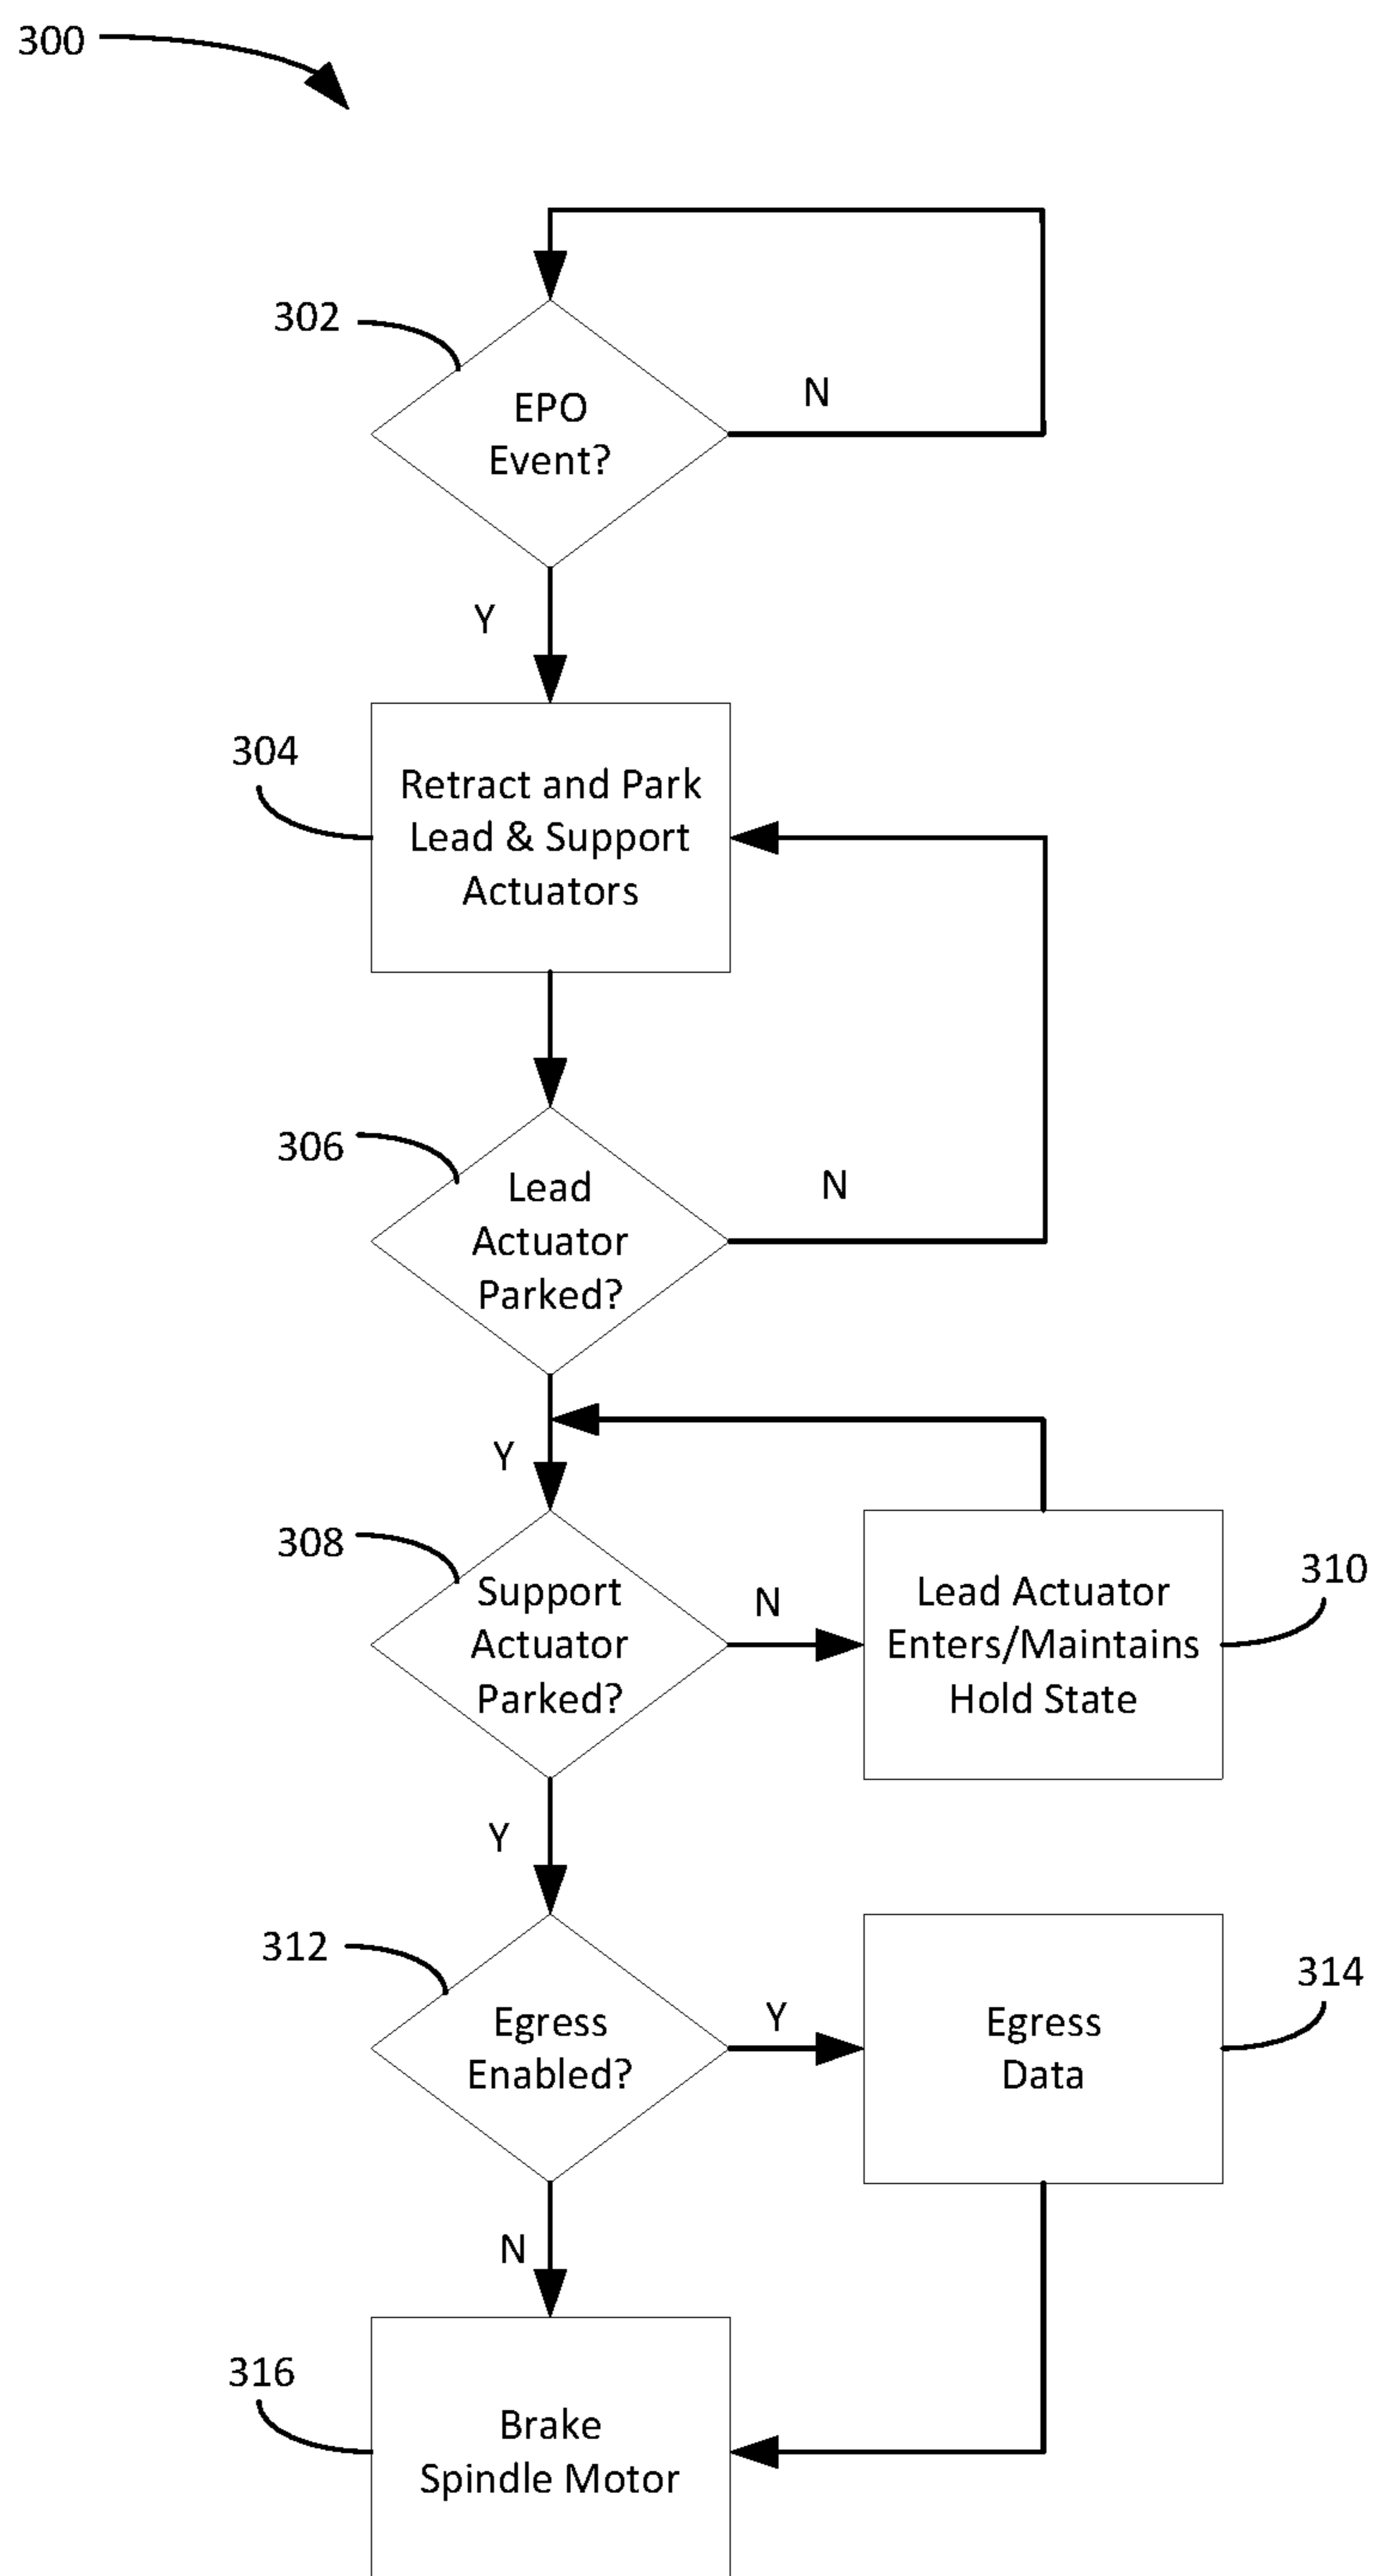 300
302
EPO
Event?
N
Y
304
Retract and Park
Lead & Support
Actuators
306
Lead
Actuator
Parked?
N
Y
308
Support
Actuator
Parked?
N
310
Lead Actuator
Enters/Maintains
Hold State
Y
312
Egress
Enabled?
Y
314
Egress
Data
N
316
Brake
Spindle Motor